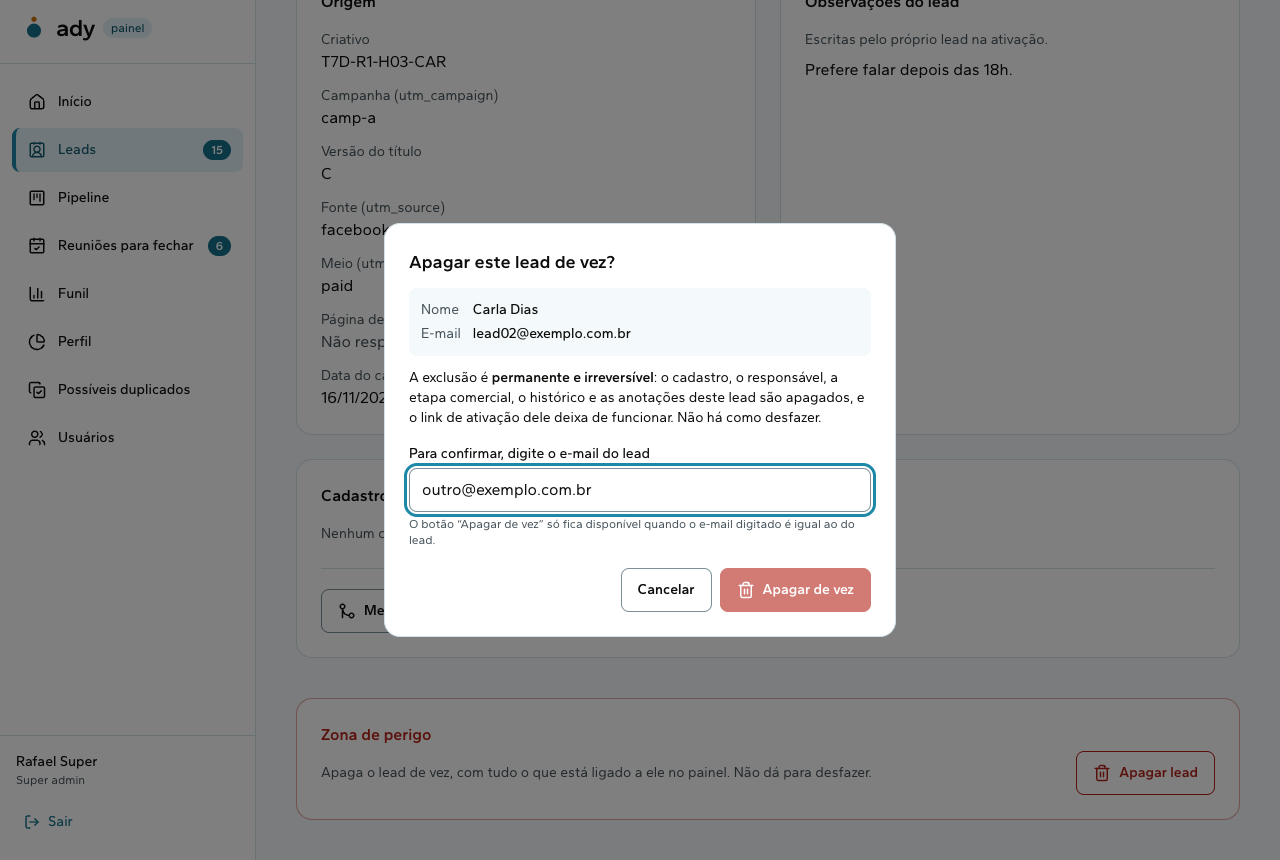 ady painel
Início
Leads 15
Pipeline
Reuniões para fechar 6
Funil
Perfil
Possíveis duplicados
Usuários
Rafael Super
Super admin
Sair
Origem
Criativo
T7D-R1-H03-CAR
Campanha (utm_campaign)
camp-a
Versão do título
C
Fonte (utm_source)
facebook
Meio (utm
paid
Página de
Não resp
Data do ca
16/11/202
Observações do lead
Escritas pelo próprio lead na ativação.
Prefere falar depois das 18h.
Apagar este lead de vez?
Nome Carla Dias
E-mail lead02@exemplo.com.br
A exclusão é permanente e irreversível: o cadastro, o responsável, a
etapa comercial, o histórico e as anotações deste lead são apagados, e
o link de ativação dele deixa de funcionar. Não há como desfazer.
Para confirmar, digite o e-mail do lead
outro@exemplo.com.br
O botão “Apagar de vez” só fica disponível quando o e-mail digitado é igual ao do
lead.
Cancelar
Apagar de vez
Cadastro
Nenhum c
Me
Zona de perigo
Apaga o lead de vez, com tudo o que está ligado a ele no painel. Não dá para desfazer.
Apagar lead